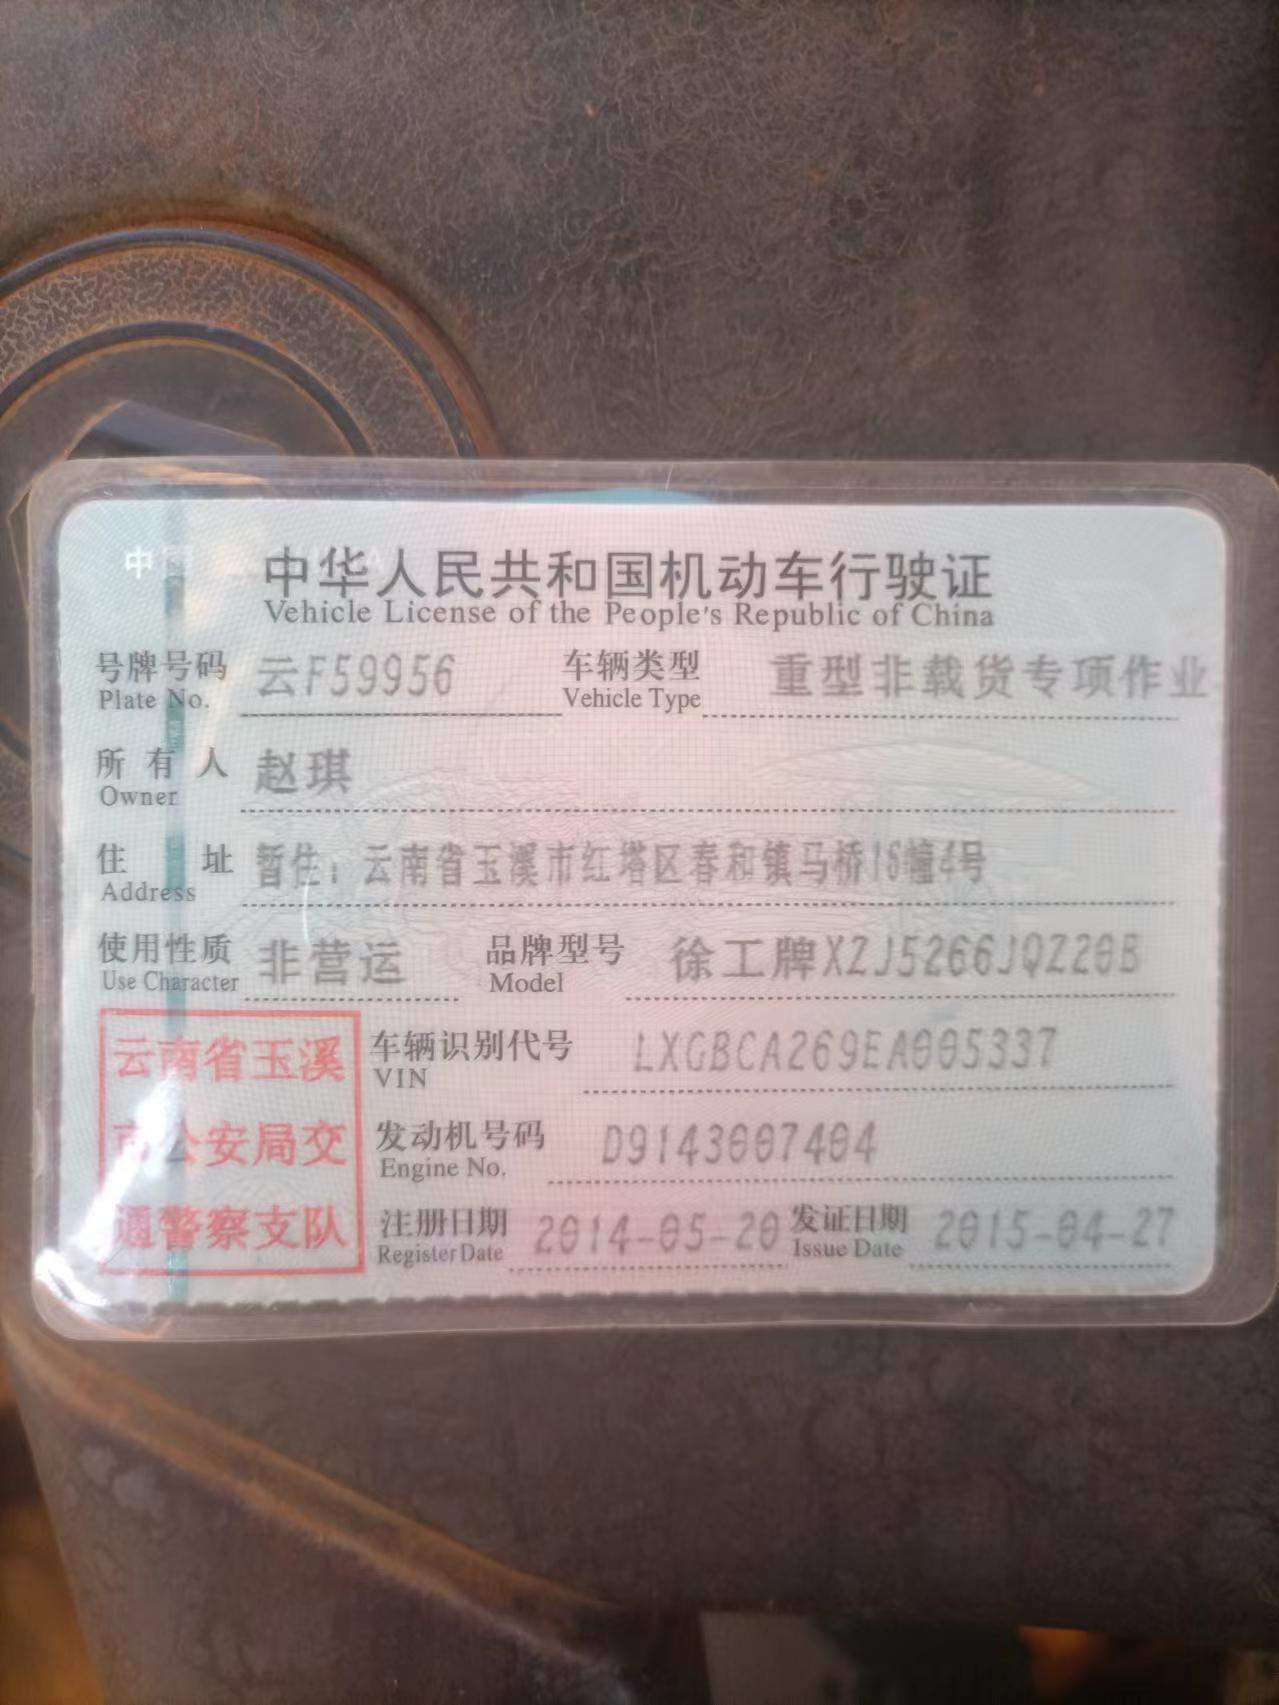 中
中华人民共和国机动车行驶证
Vehicle License of the People's Republic of China
号牌号码 云F59956 车辆类型 重型非载货专项作业
Plate No. Vehicle Type
所有人 赵琪
Owner
住址 暂住：云南省玉溪市红塔区春和镇马桥16幢4号
Address
使用性质 非营运 品牌型号 徐工牌XZJ5266JQZ20B
Use Character Model
云南省玉溪
市公安局交
通警察支队
车辆识别代号 LXGBCA269EA005337
VIN
发动机号码 D9143007404
Engine No.
注册日期 2014-05-20 发证日期 2015-04-27
Register Date Issue Date